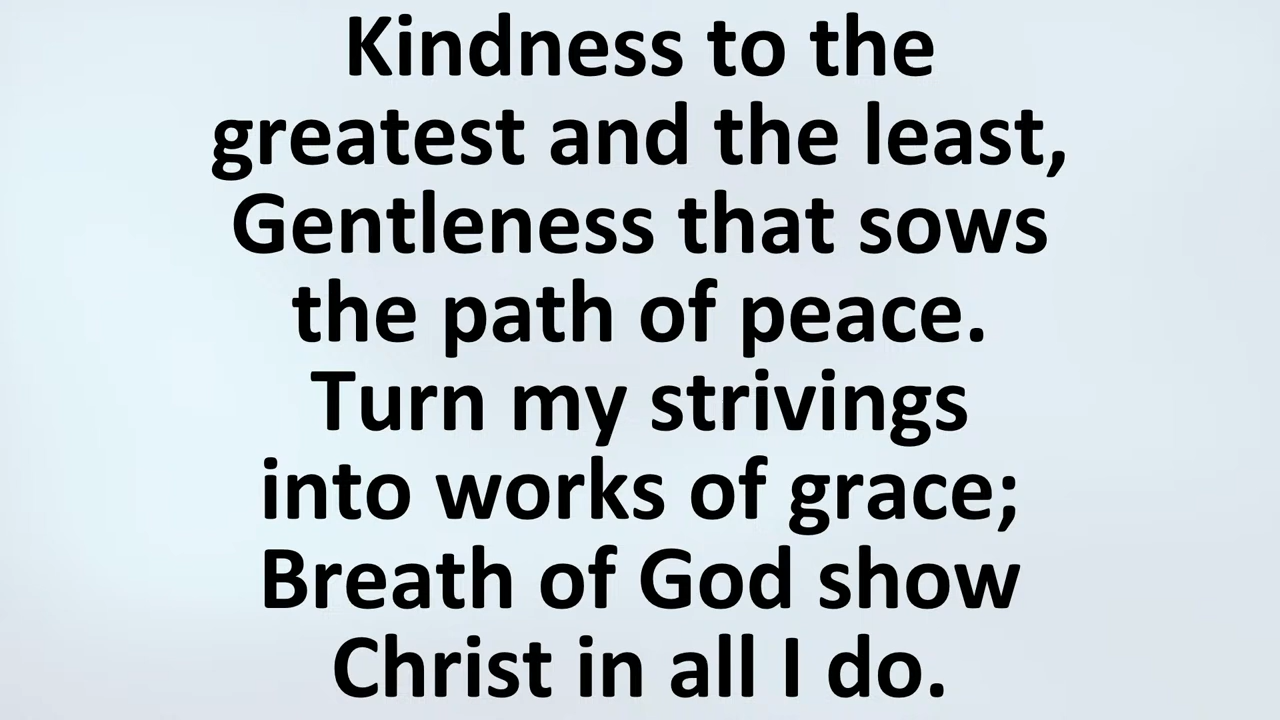 Kindness to the
greatest and the least,
Gentleness that sows
the path of peace.
Turn my strivings
into works of grace;
Breath of God show
Christ in all I do.